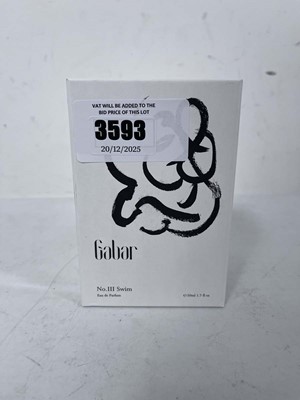 VAT WILL BE ADDED TO THE
BID PRICE OF THIS LOT
3593
20/12/2025
Gabar
No.III Swim
Eau de Parfum